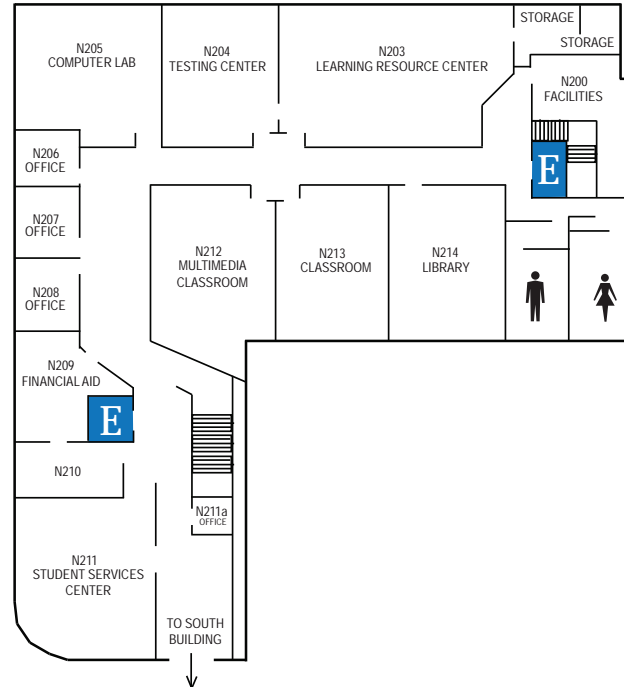 STORAGE
STORAGE
N205
COMPUTER LAB
N204
TESTING CENTER
N203
LEARNING RESOURCE CENTER
N200
FACILITIES
N206
OFFICE
E
N207
OFFICE
N212
MULTIMEDIA
CLASSROOM
N213
CLASSROOM
N214
LIBRARY
N208
OFFICE
N209
FINANCIAL AID
E
N210
N211a
OFFICE
N211
STUDENT SERVICES
CENTER
TO SOUTH
BUILDING